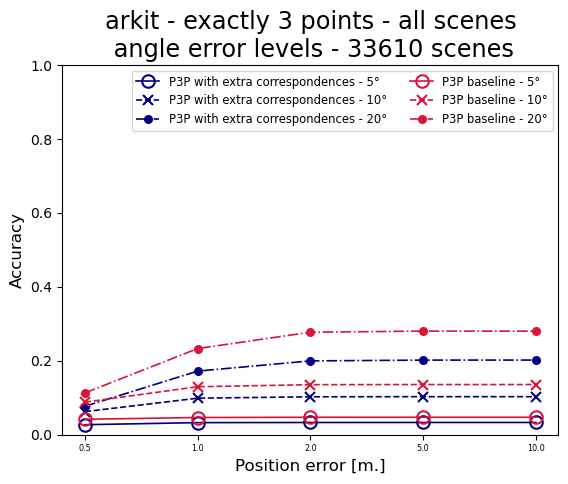 arkit - exactly 3 points - all scenes
angle error levels - 33610 scenes
P3P with extra correspondences - 5°
P3P with extra correspondences - 10°
P3P with extra correspondences - 20°
P3P baseline - 5°
P3P baseline - 10°
P3P baseline - 20°
Accuracy
1.0
0.8
0.6
0.4
0.2
0.0
0.5 1.0 2.0 5.0 10.0
Position error [m.]